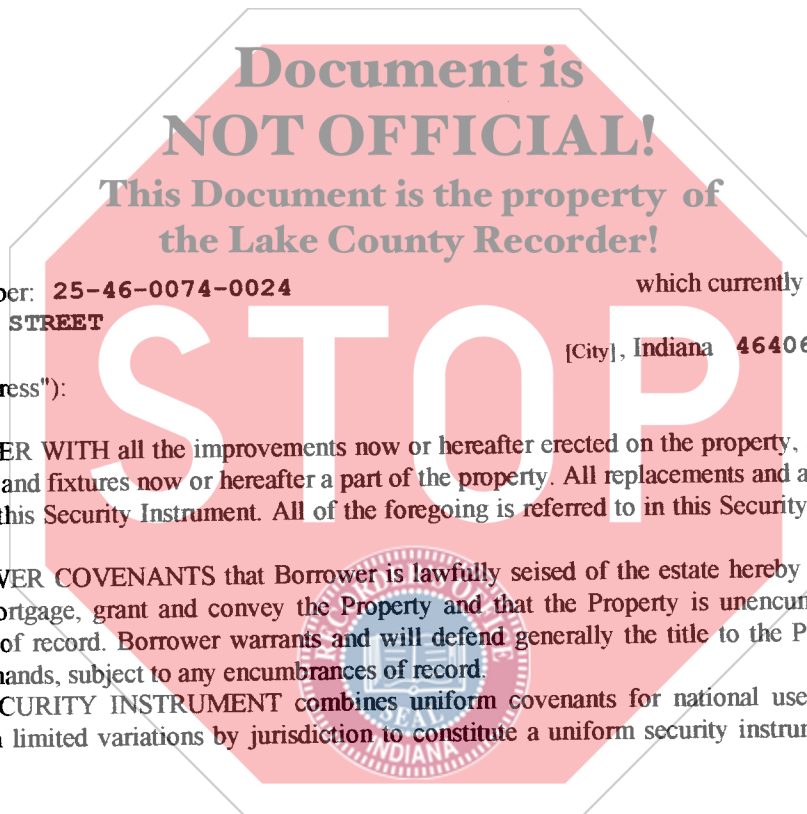 Document is
NOT OFFICIAL!
This Document is the property of
the Lake County Recorder!
ber: 25-46-0074-0024 which currently
STREET
[City], Indiana 46406
ress"):
STOP
ER WITH all the improvements now or hereafter erected on the property,
and fixtures now or hereafter a part of the property. All replacements and a
this Security Instrument. All of the foregoing is referred to in this Security
VER COVENANTS that Borrower is lawfully seised of the estate hereby
ortgage, grant and convey the Property and that the Property is unencu
of record. Borrower warrants and will defend generally the title to the P
nands, subject to any encumbrances of record.
CURITY INSTRUMENT combines uniform covenants for national use
limited variations by jurisdiction to constitute a uniform security instru
RECORDER'S OFFICE
SEAL
INDIANA